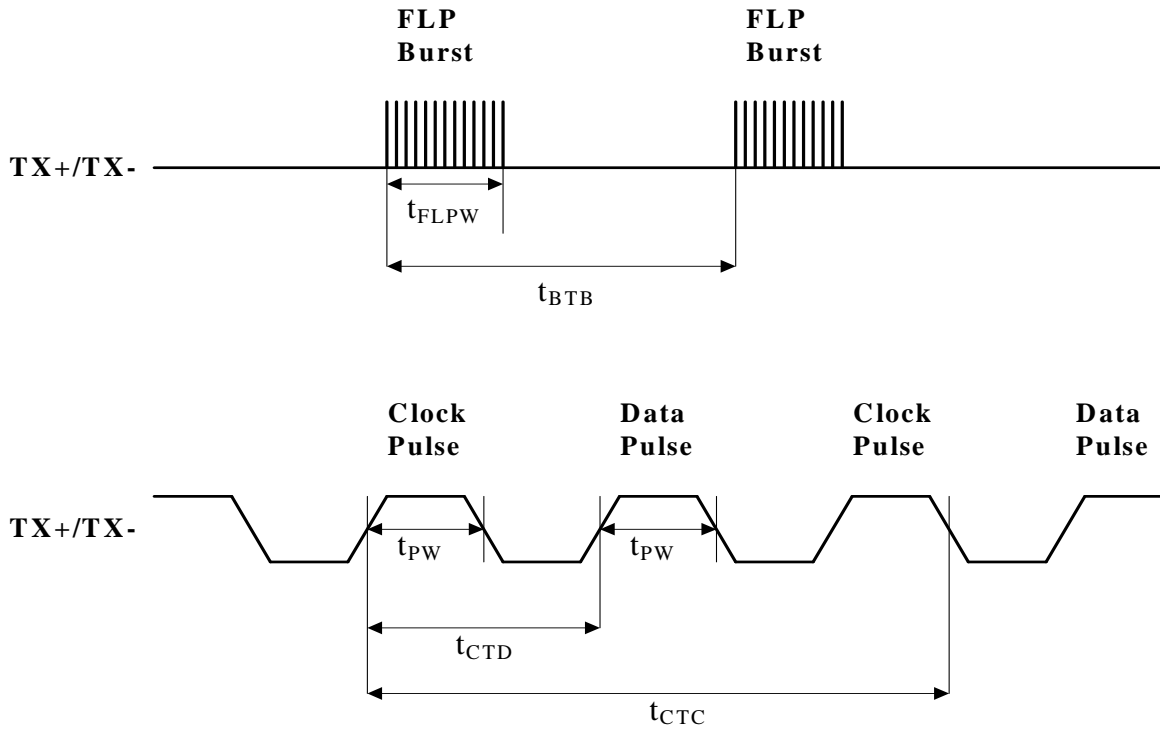 FLP
Burst
FLP
Burst
TX+/TX-
tFLPW
tBTB
Clock
Pulse
Data
Pulse
Clock
Pulse
Data
Pulse
TX+/TX-
tPW
tPW
tCTD
tCTC